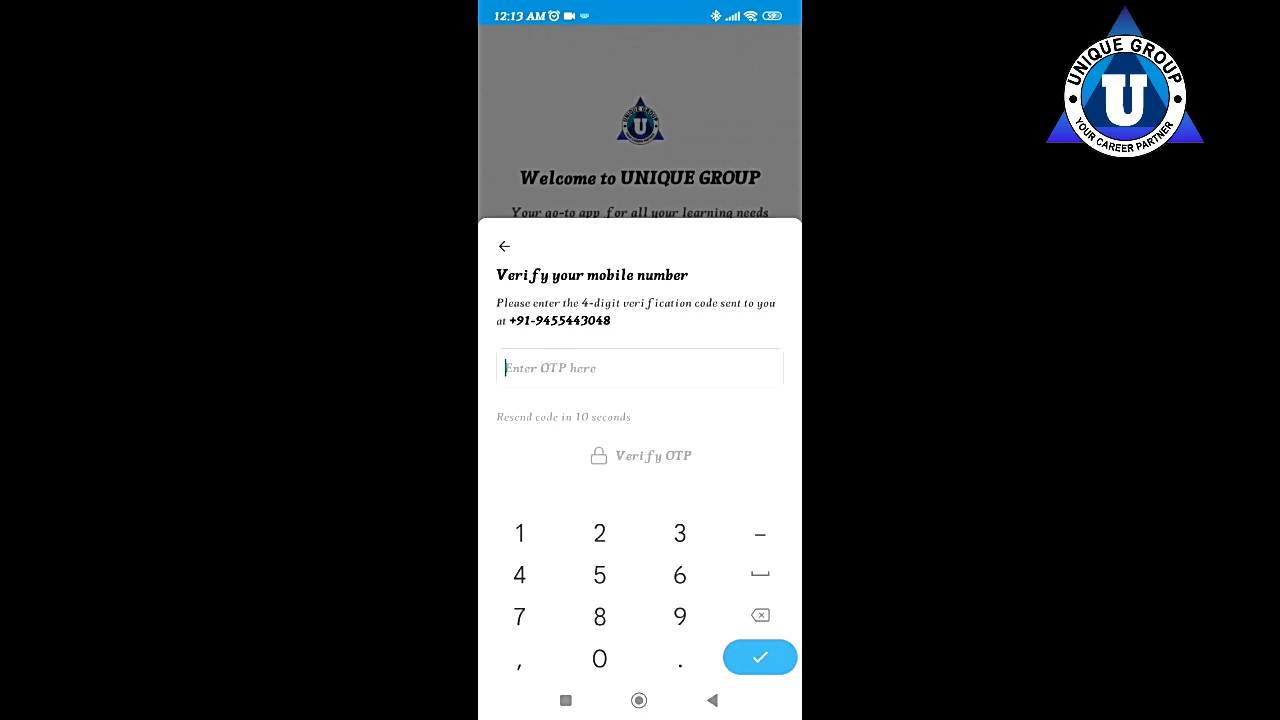 12:13 AM
59
UNIQUE GROUP
U
YOUR CAREER PARTNER
UNIQUE GROUP
U
Welcome to UNIQUE GROUP
Your go-to app for all your learning needs
Verify your mobile number
Please enter the 4-digit verification code sent to you
at +91-9455443048
Enter OTP here
Resend code in 10 seconds
Verify OTP
1 2 3 –
4 5 6
7 8 9
, 0 .